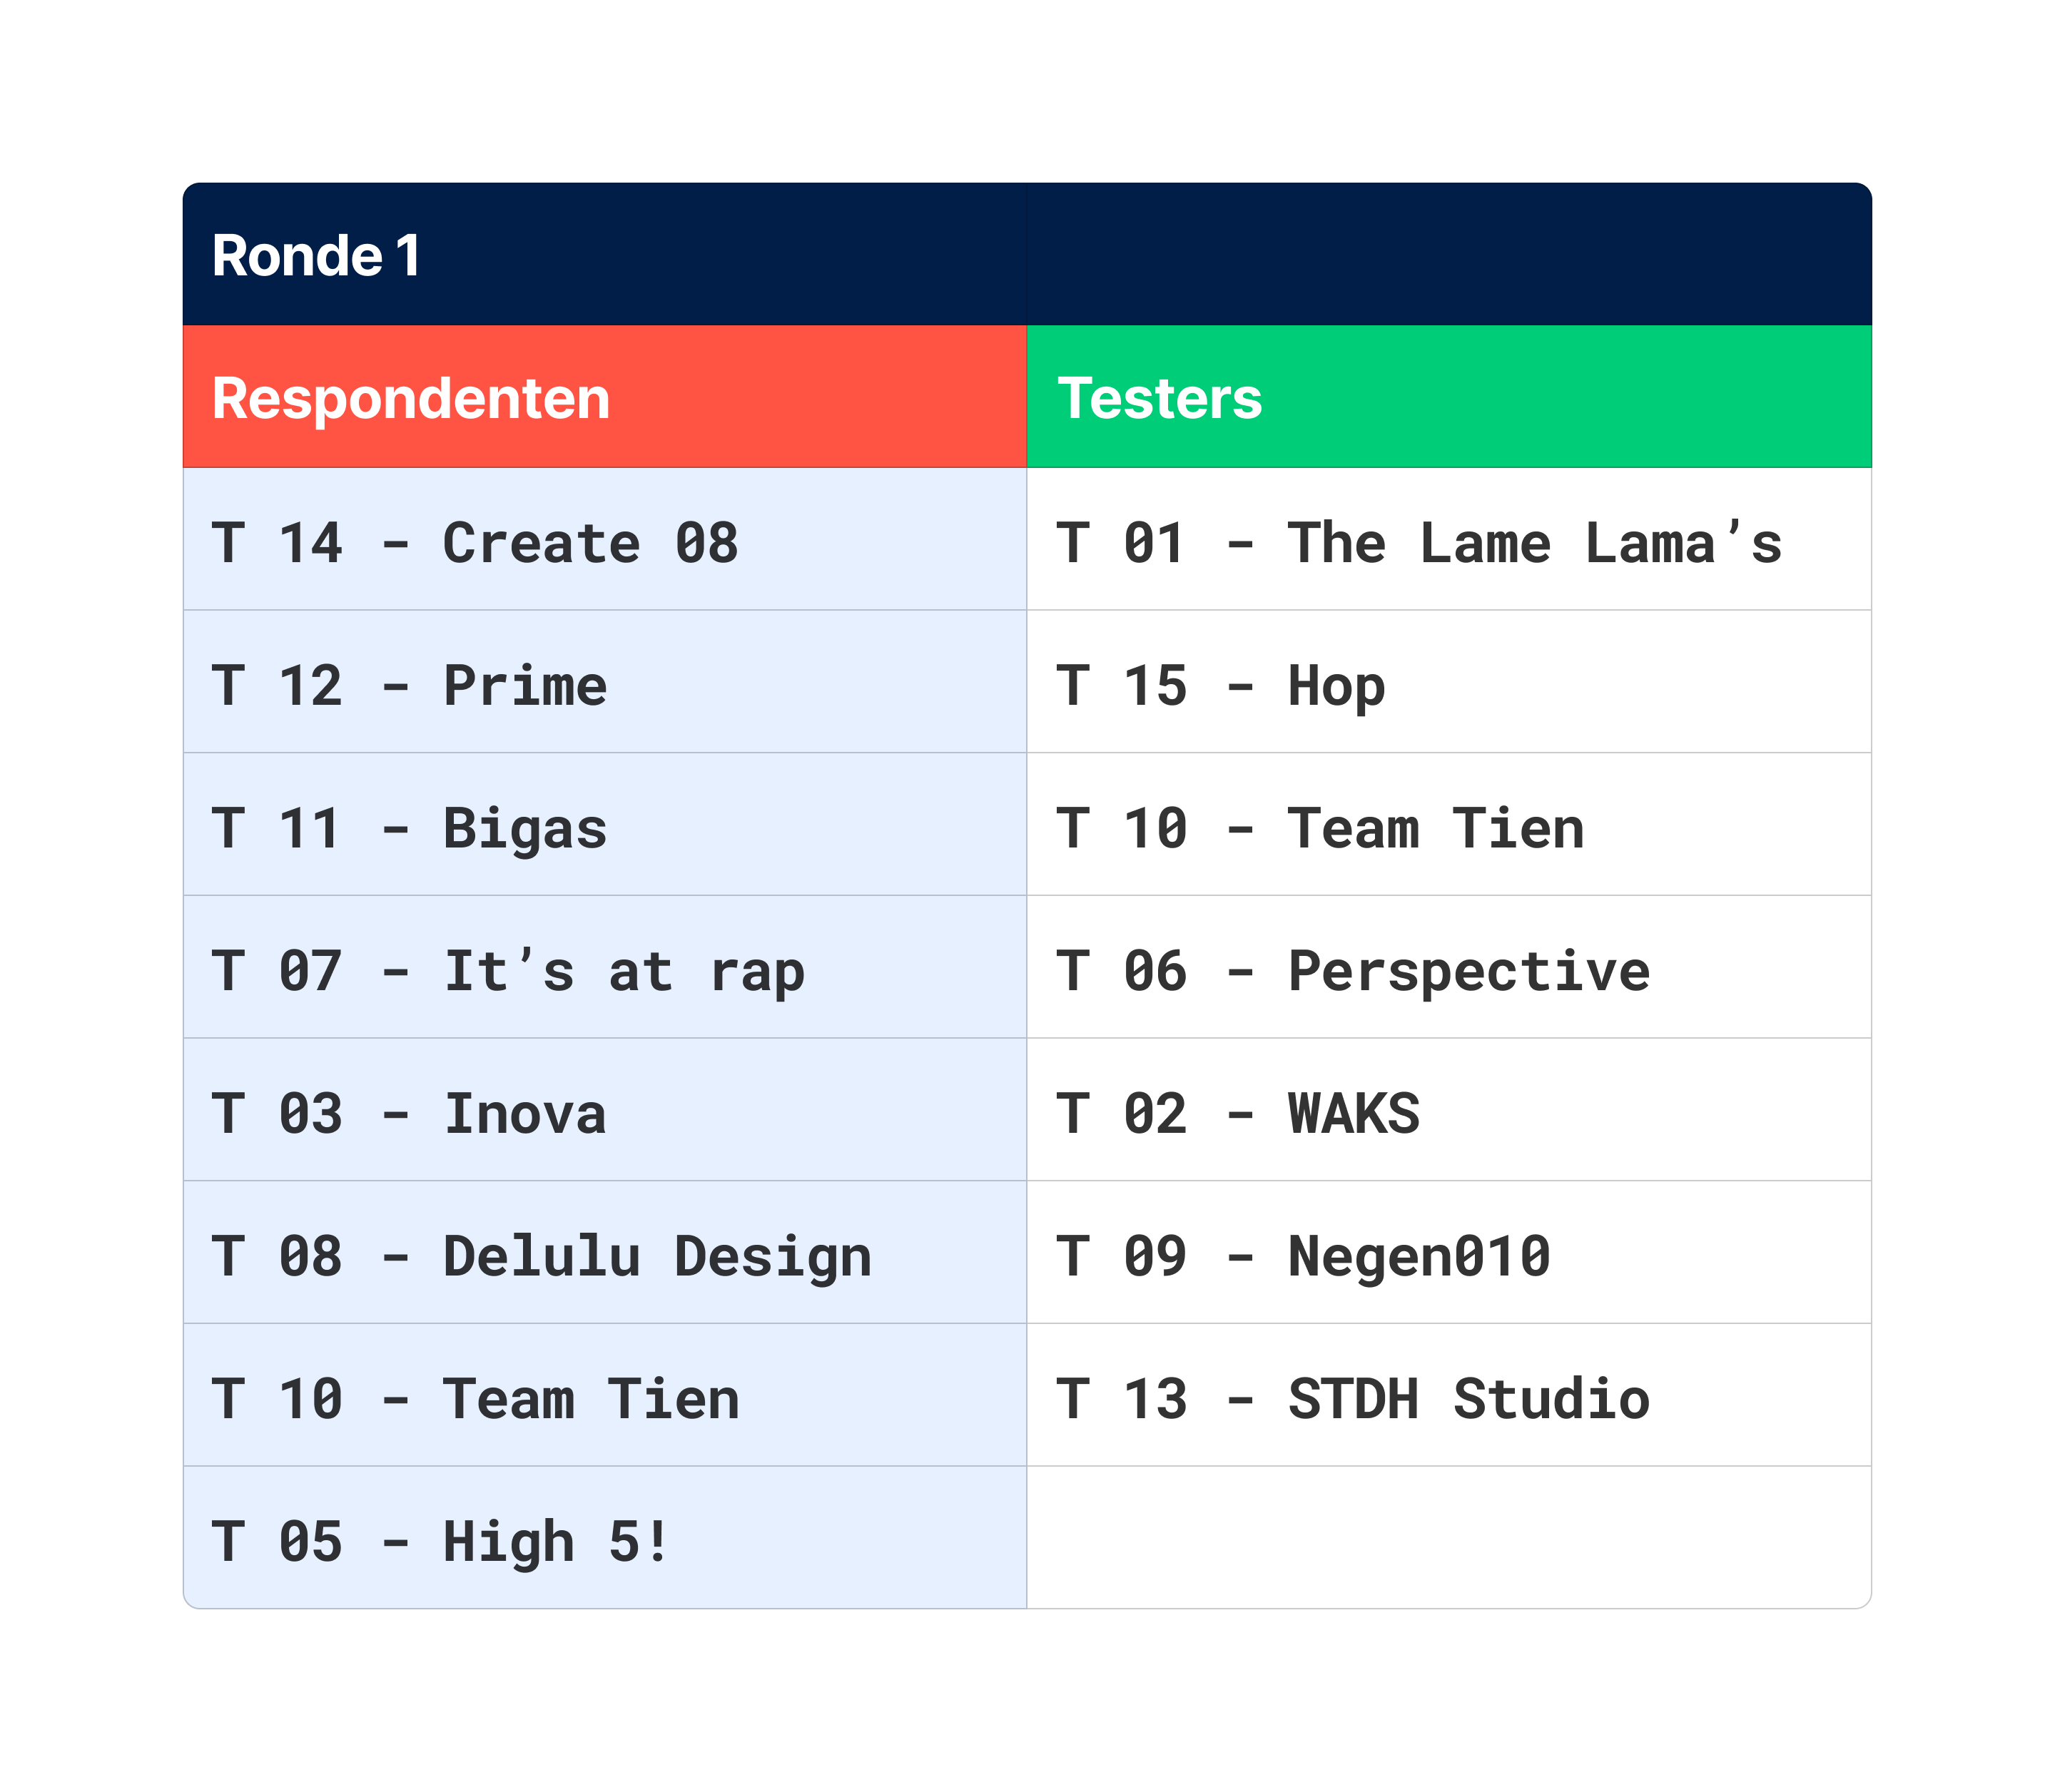 Ronde 1
Respondenten Testers
T 14 - Create 08 T 01 - The Lame Lama’s
T 12 - Prime T 15 - Hop
T 11 - Bigas T 10 - Team Tien
T 07 - It’s at rap T 06 - Perspective
T 03 - Inova T 02 - WAKS
T 08 - Delulu Design T 09 - Negen010
T 10 - Team Tien T 13 - STDH Studio
T 05 - High 5!